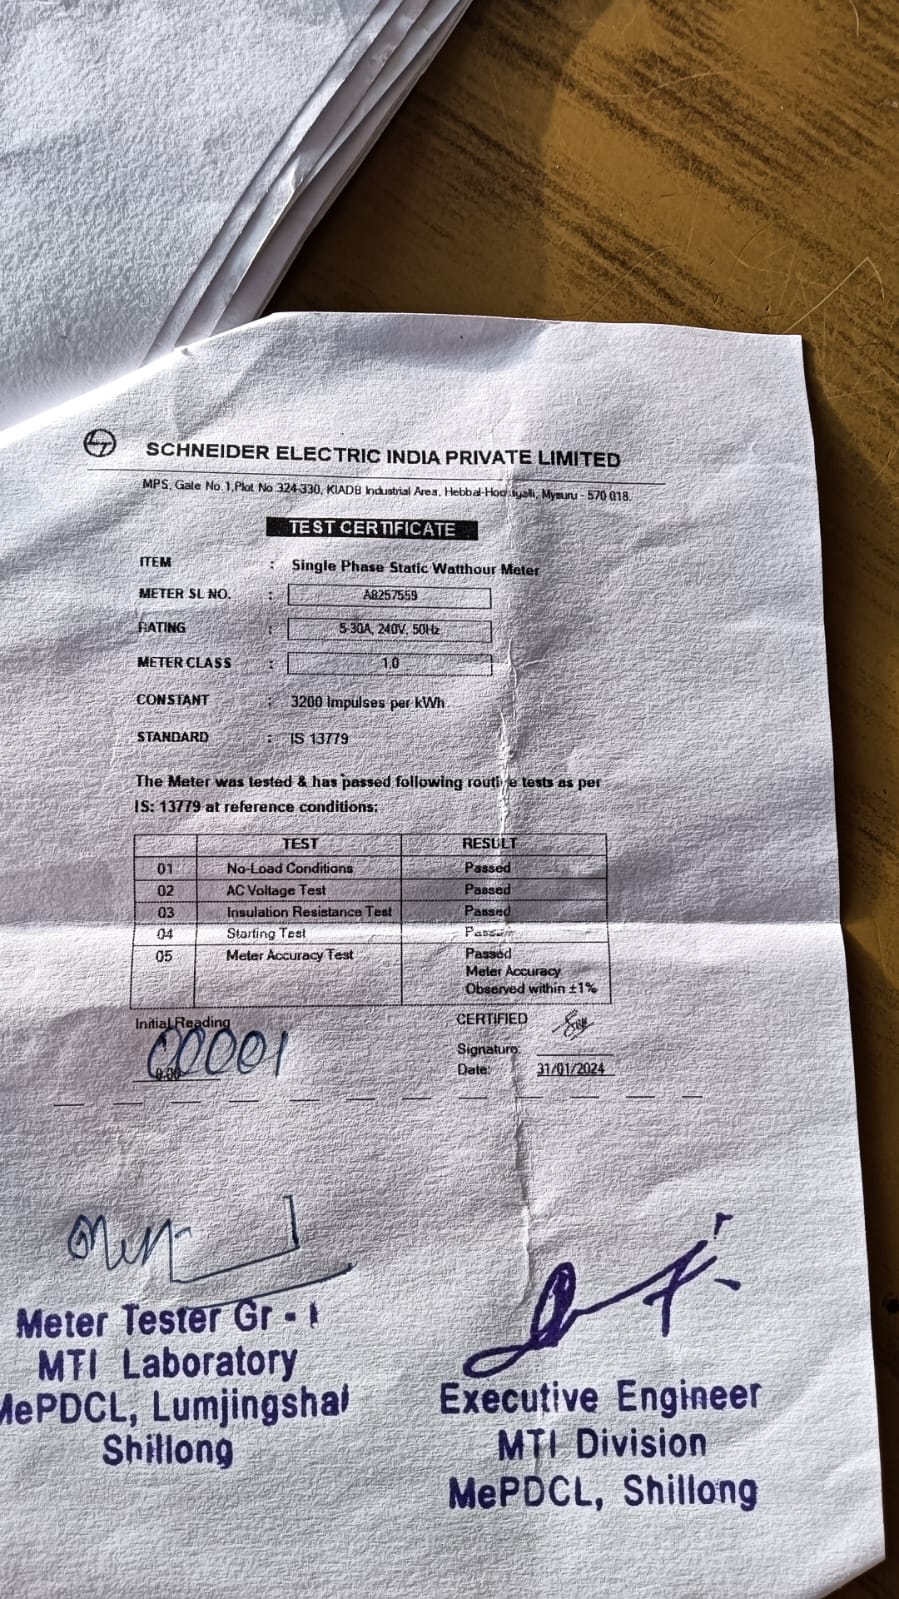 SCHNEIDER ELECTRIC INDIA PRIVATE LIMITED
MPS, Gate No.1,Plot No 324-330, KIADB Industrial Area, Mysuru - 570 018.
TEST CERTIFICATE
ITEM : Single Phase Static Watthour Meter
METER SL NO. : A8257559
RATING : 5-30A, 240V, 50Hz
METER CLASS : 1.0
CONSTANT : 3200 Impulses per kWh
STANDARD : IS 13779
The Meter was tested & has passed following routine tests as per
IS: 13779 at reference conditions:
TEST RESULT
01 No-Load Conditions Passed
02 AC Voltage Test Passed
03 Insulation Resistance Test Passed
04 Starting Test Passed
05 Meter Accuracy Test Passed
Meter Accuracy
Observed within ±1%
Initial Reading CERTIFIED
00001
0.00
Signature:
Date: 31/01/2024
Meter Tester Gr - I
MTI Laboratory
MePDCL, Lumjingshai
Shillong
Executive Engineer
MTI Division
MePDCL, Shillong